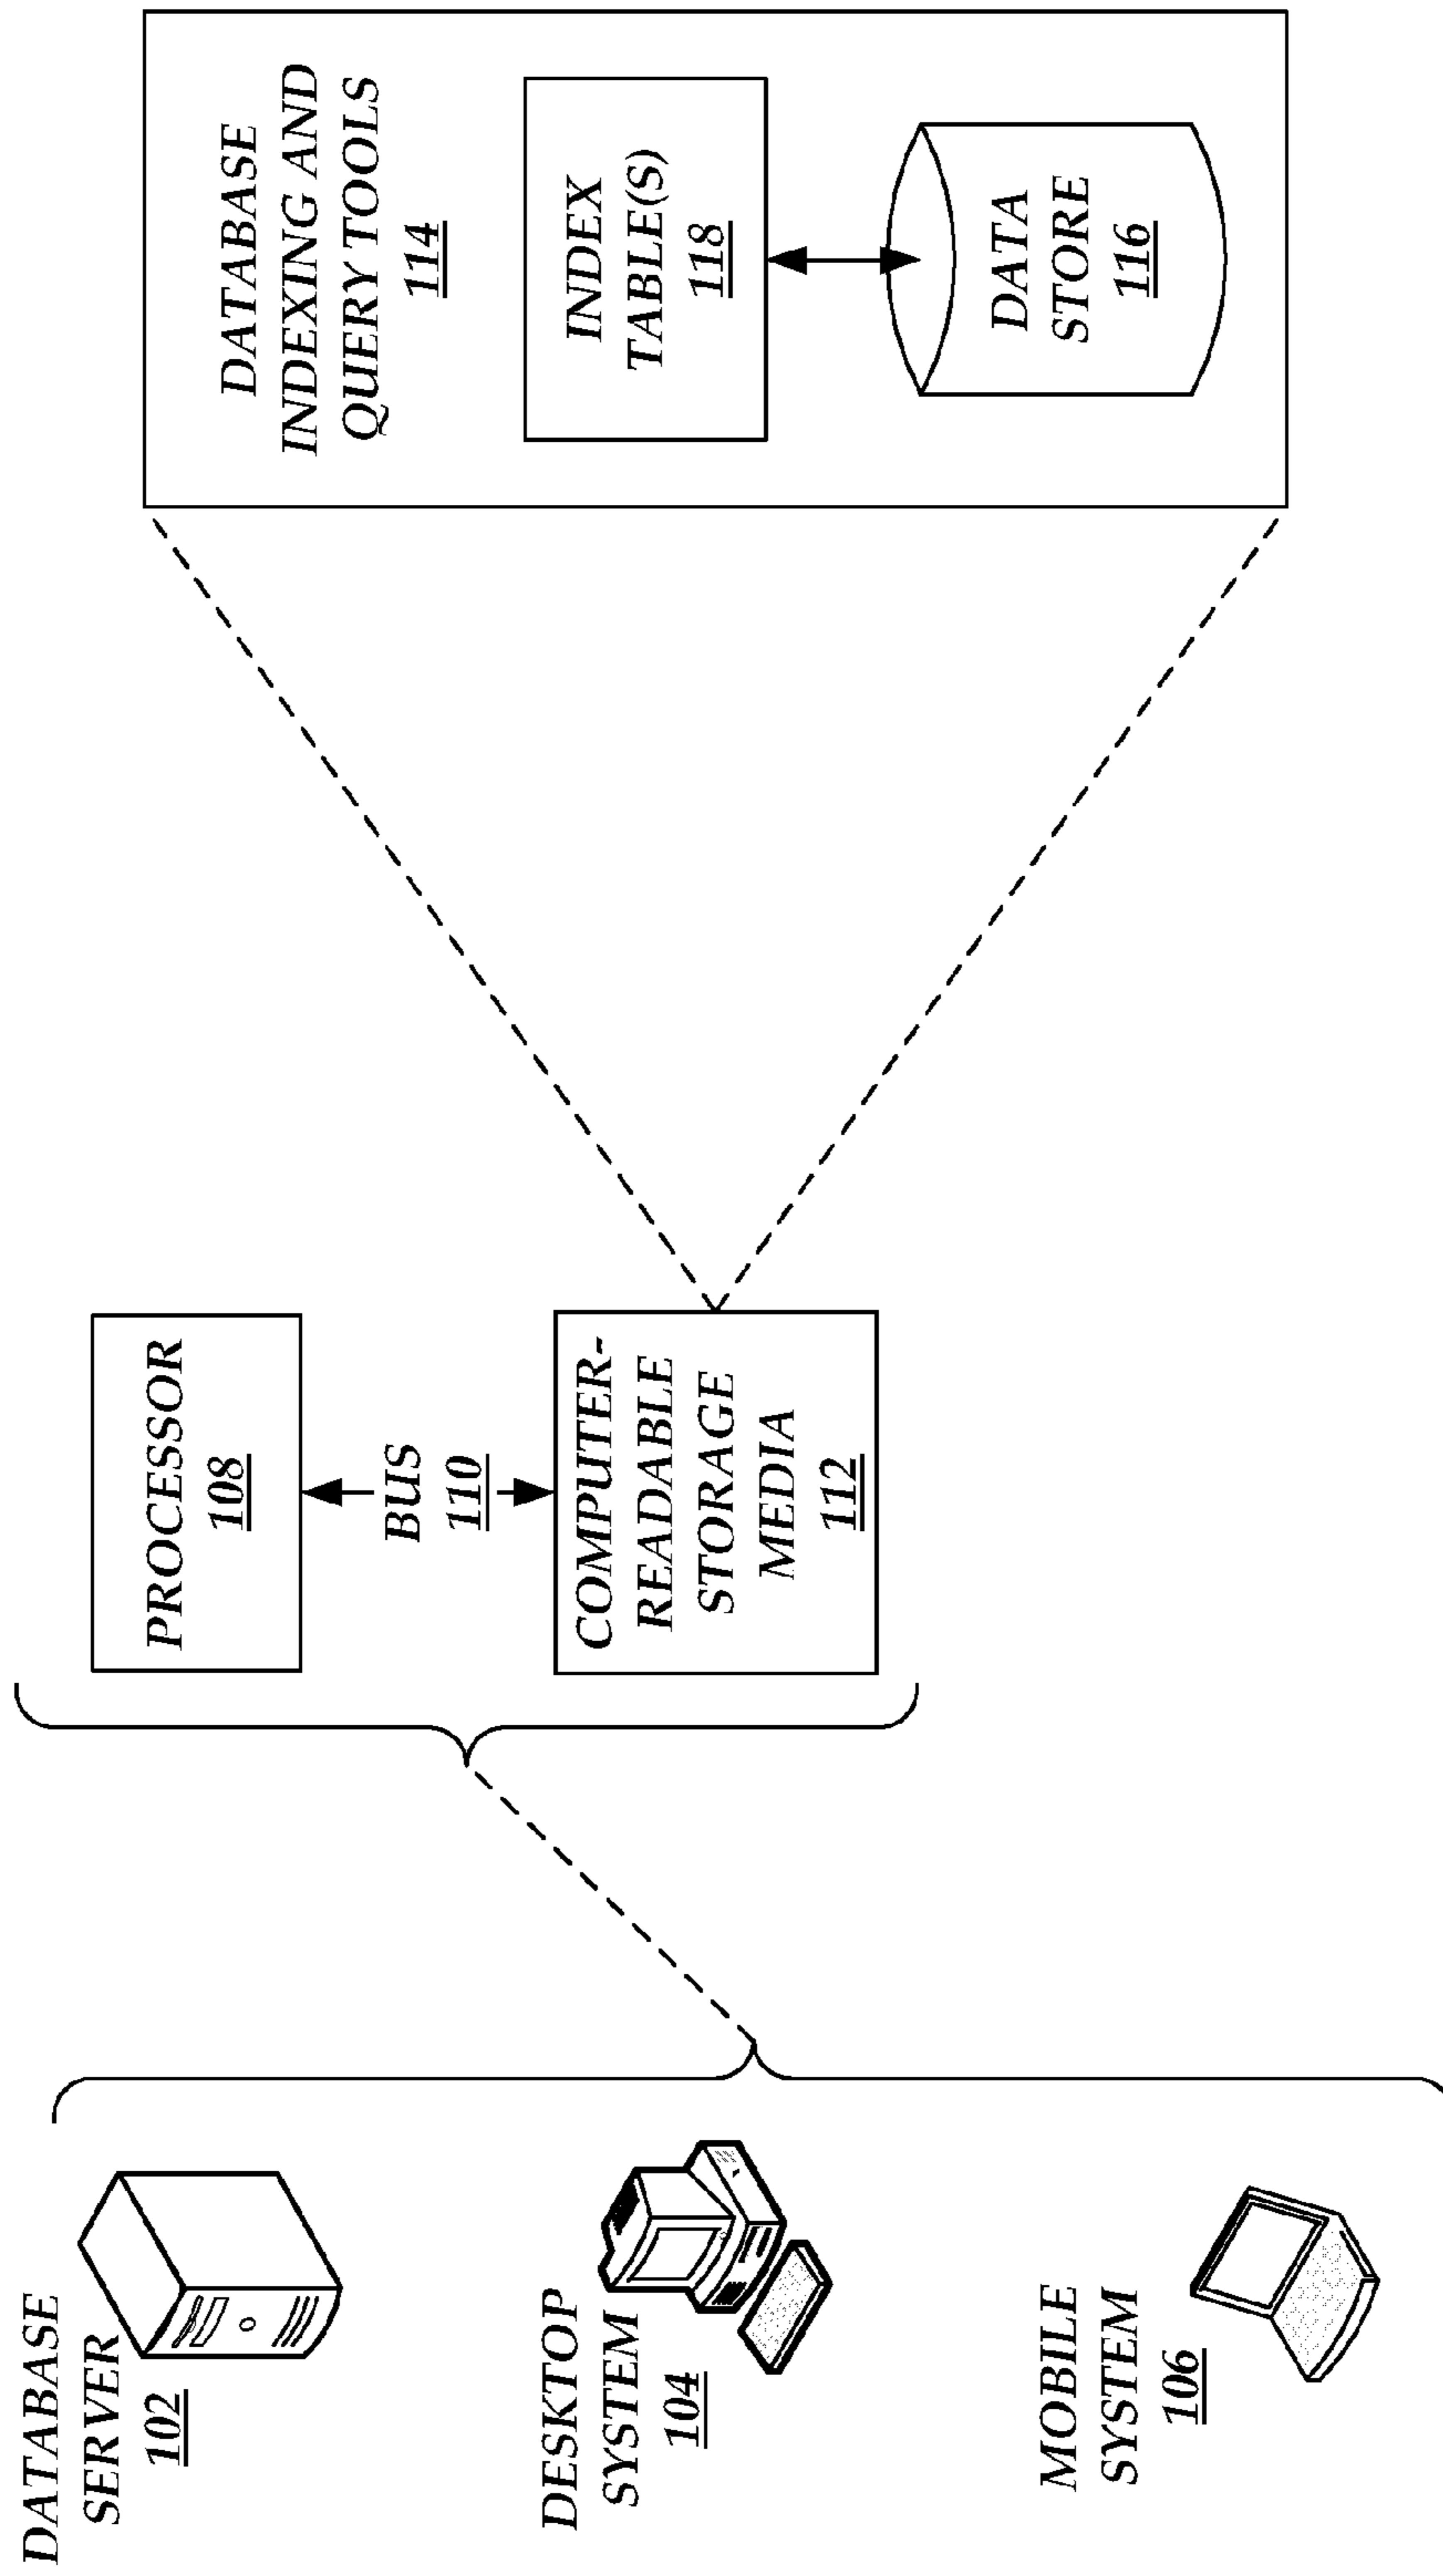 DATABASE
SERVER
102
DESKTOP
SYSTEM
104
MOBILE
SYSTEM
106
PROCESSOR
108
BUS
110
COMPUTER-
READABLE
STORAGE
MEDIA
112
DATABASE
INDEXING AND
QUERY TOOLS
114
INDEX
TABLE(S)
118
DATA
STORE
116